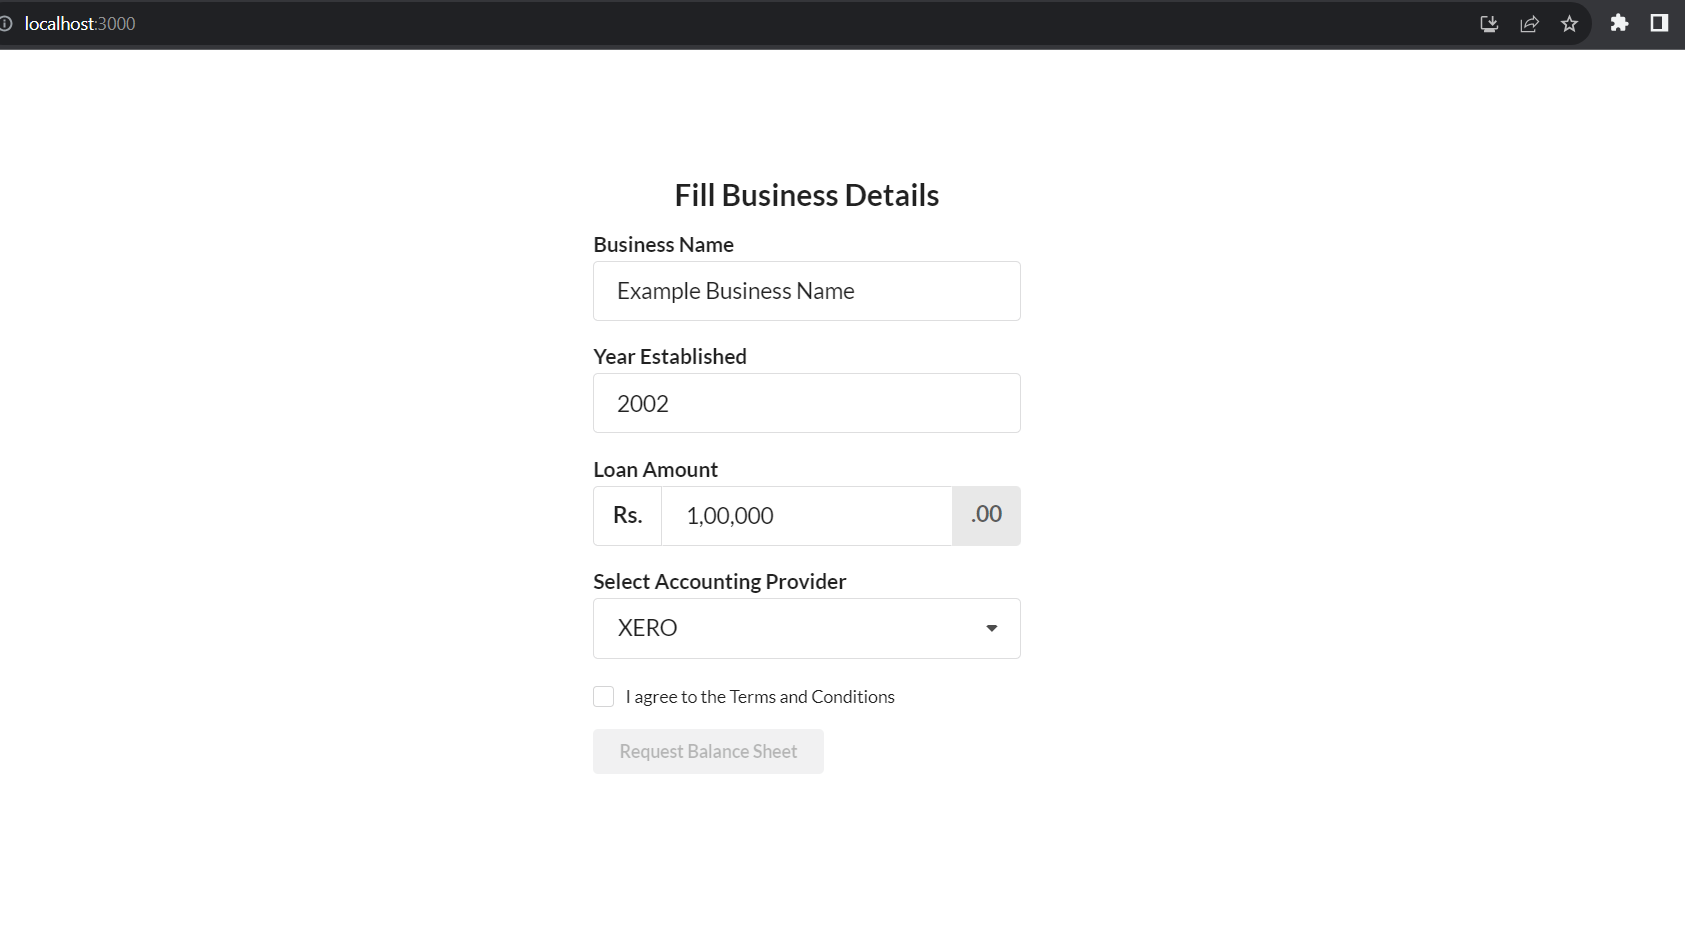 localhost:3000
Fill Business Details
Business Name
Example Business Name
Year Established
2002
Loan Amount
Rs. 1,00,000 .00
Select Accounting Provider
XERO
I agree to the Terms and Conditions
Request Balance Sheet